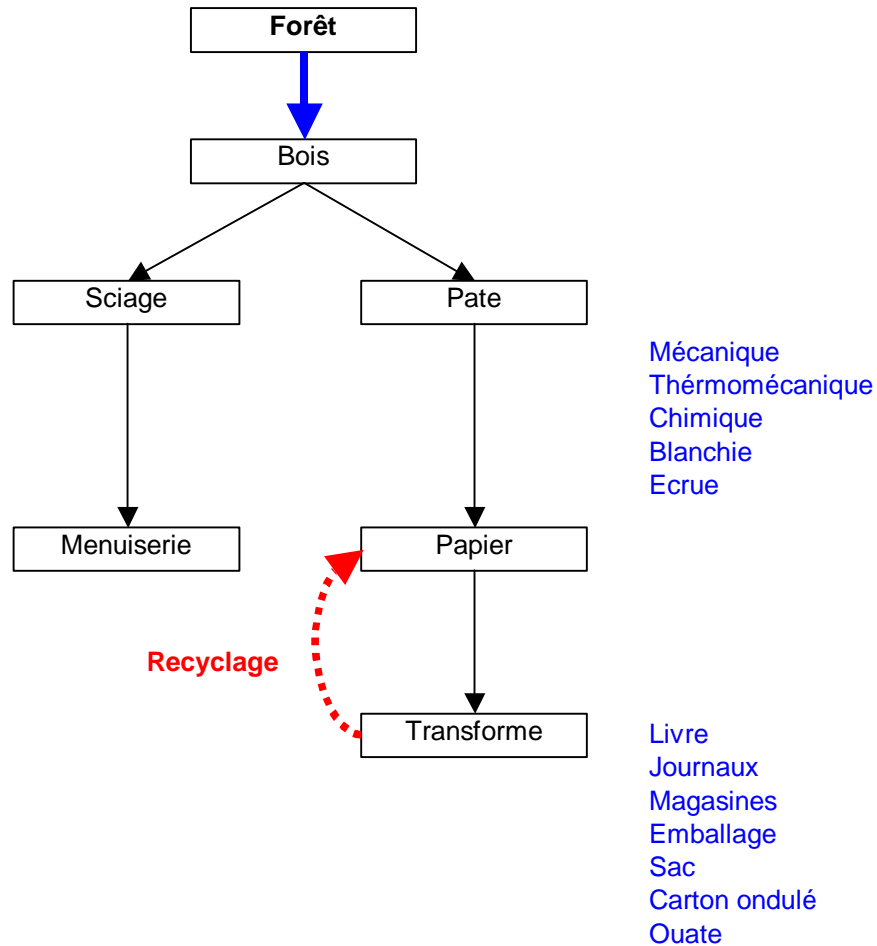 Forêt
Bois
Sciage
Pate
Mécanique
Thérmomécanique
Chimique
Blanchie
Ecrue
Menuiserie
Papier
Recyclage
Transforme
Livre
Journaux
Magasines
Emballage
Sac
Carton ondulé
Ouate